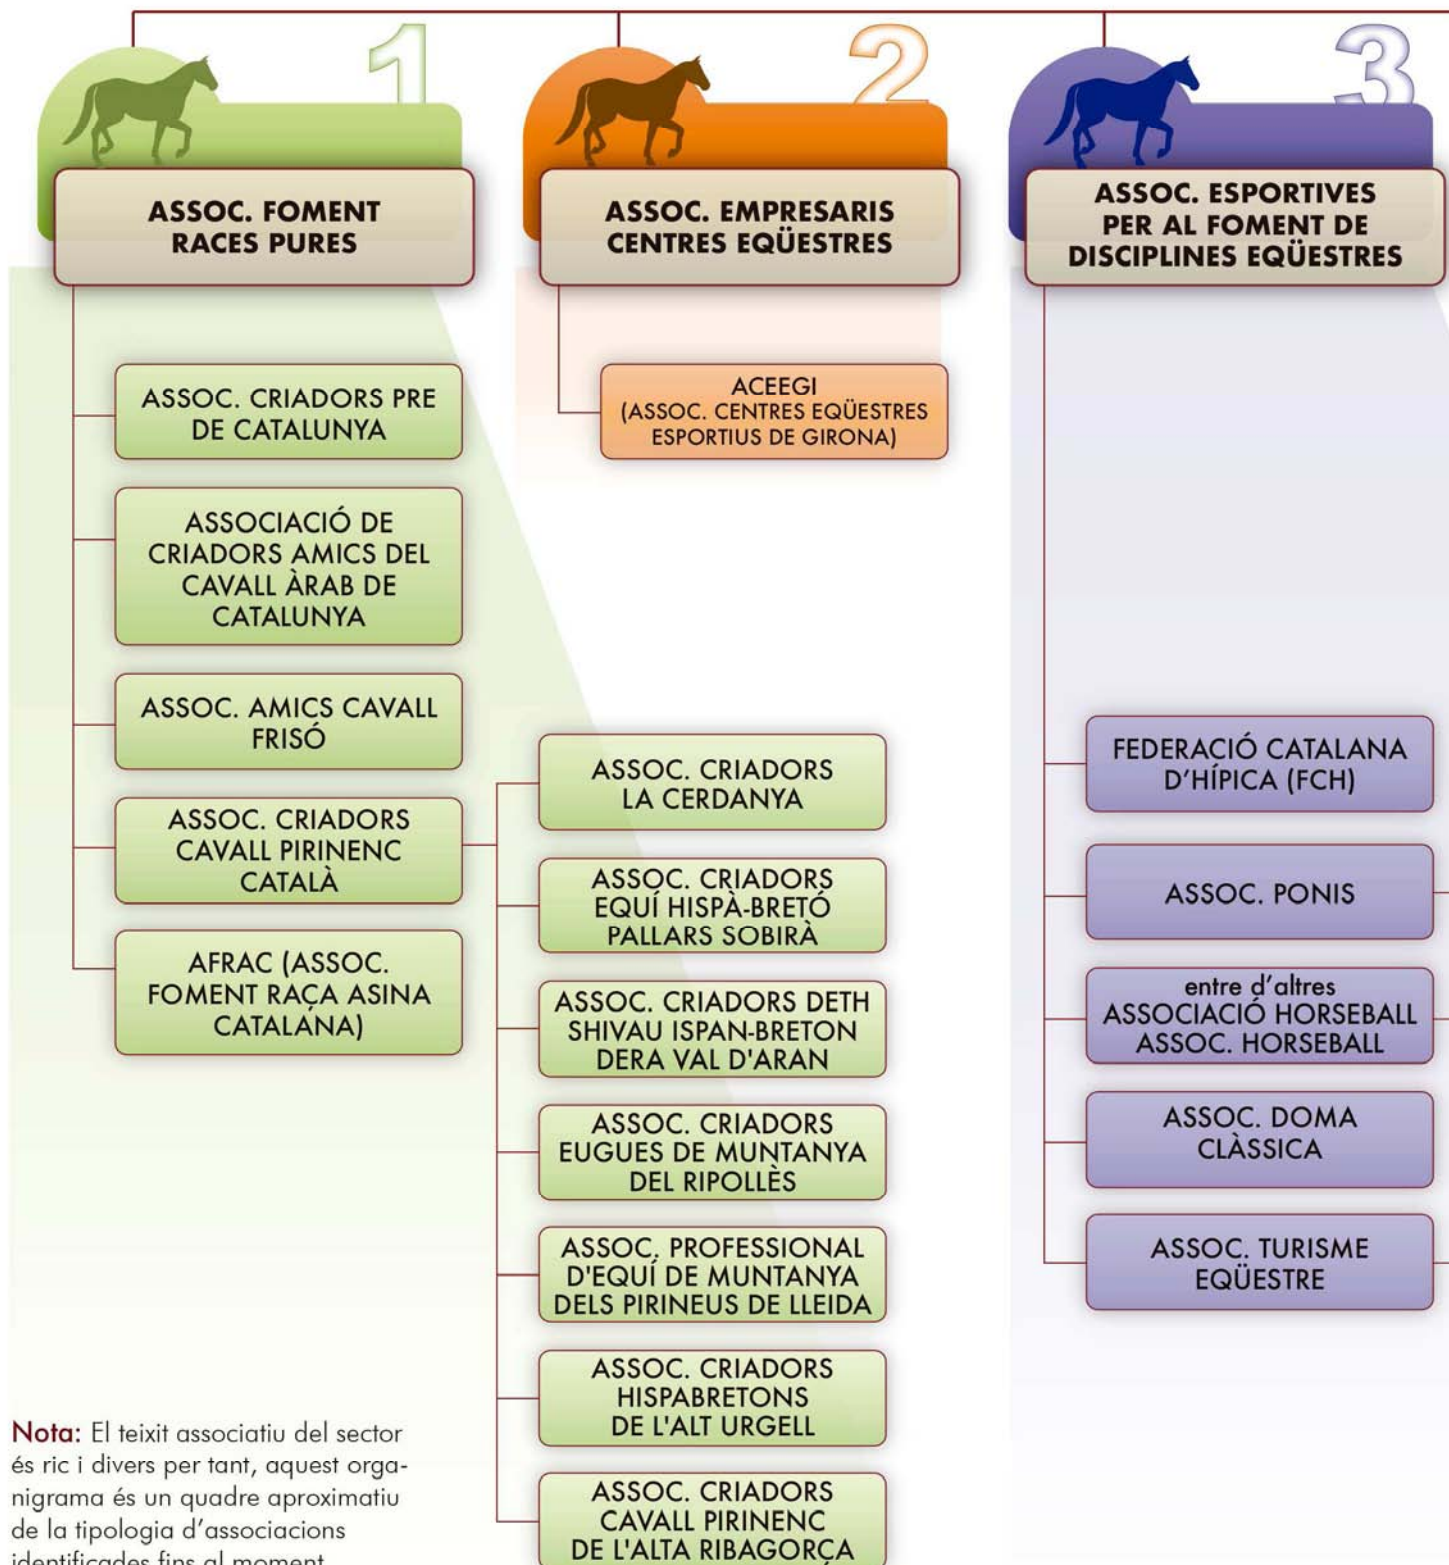 1
ASSOC. FOMENT
RACES PURES
ASSOC. CRIADORS PRE
DE CATALUNYA
ASSOCIACIÓ DE
CRIADORS AMICS DEL
CAVALL ÀRAB DE
CATALUNYA
ASSOC. AMICS CAVALL
FRISÓ
ASSOC. CRIADORS
CAVALL PIRINENC
CATALÀ
AFRAC (ASSOC.
FOMENT RAÇA ASINA
CATALANA)
ASSOC. CRIADORS
LA CERDANYA
ASSOC. CRIADORS
EQUÍ HISPÀ-BRETÓ
PALLARS SOBIRÀ
ASSOC. CRIADORS DETH
SHIVAU ISPAN-BRETON
DERA VAL D'ARAN
ASSOC. CRIADORS
EUGUES DE MUNTANYA
DEL RIPOLLÈS
ASSOC. PROFESSIONAL
D'EQUÍ DE MUNTANYA
DELS PIRINEUS DE LLEIDA
ASSOC. CRIADORS
HISPABRETONS
DE L'ALT URGELL
ASSOC. CRIADORS
CAVALL PIRINENC
DE L'ALTA RIBAGORÇA
2
ASSOC. EMPRESARIS
CENTRES EQÜESTRES
ACEEGI
(ASSOC. CENTRES EQÜESTRES
ESPORTIUS DE GIRONA)
3
ASSOC. ESPORTIVES
PER AL FOMENT DE
DISCIPLINES EQÜESTRES
FEDERACIÓ CATALANA
D'HÍPICA (FCH)
ASSOC. PONIS
entre d'altres
ASSOCIACIÓ HORSEBALL
ASSOC. HORSEBALL
ASSOC. DOMA
CLÀSSICA
ASSOC. TURISME
EQÜESTRE
Nota: El teixit associatiu del sector
és ric i divers per tant, aquest orga-
nigrama és un quadre aproximatiu
de la tipologia d'associacions
identificades fins al moment